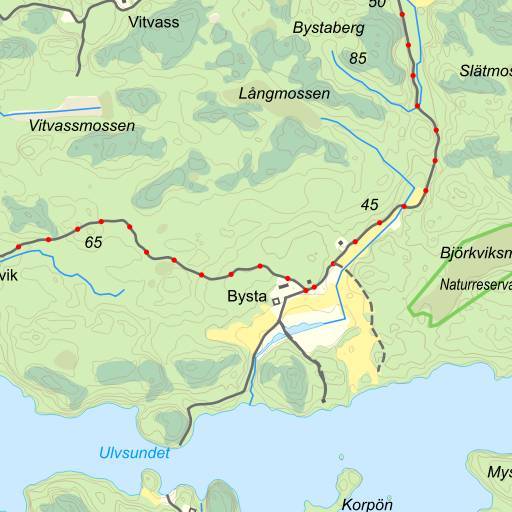 50
Vitvass
Bystaberg
85
Slätmos
Långmossen
Vitvassmossen
45
65
Björkviksm
Naturreserva
vik
Bysta
Ulvsundet
Mys
Korpön